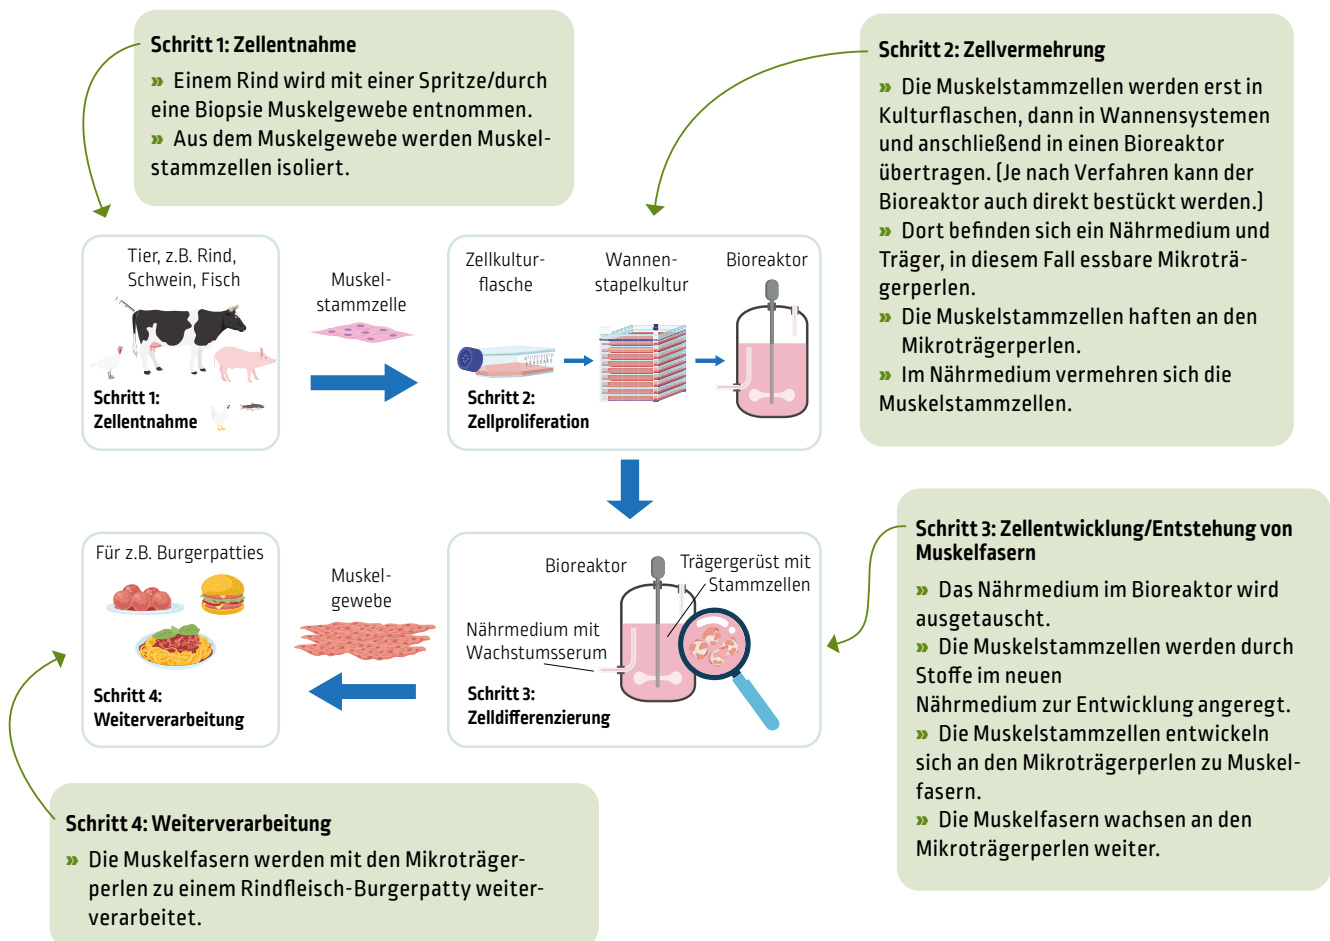 Schritt 1: Zellentnahme
» Einem Rind wird mit einer Spritze/durch
eine Biopsie Muskelgewebe entnommen.
» Aus dem Muskelgewebe werden Muskel-
stammzellen isoliert.
Schritt 2: Zellvermehrung
» Die Muskelstammzellen werden erst in
Kulturflaschen, dann in Wannensystemen
und anschließend in einen Bioreaktor
übertragen. (Je nach Verfahren kann der
Bioreaktor auch direkt bestückt werden.)
» Dort befinden sich ein Nährmedium und
Träger, in diesem Fall essbare Mikroträ-
gerperlen.
» Die Muskelstammzellen haften an den
Mikroträgerperlen.
» Im Nährmedium vermehren sich die
Muskelstammzellen.
Tier, z.B. Rind,
Schwein, Fisch
Schritt 1:
Zellentnahme
Muskel-
stammzelle
Zellkultur-
flasche
Wannen-
stapelkultur
Bioreaktor
Schritt 2:
Zellproliferation
Schritt 3: Zellentwicklung/Entstehung von
Muskelfasern
» Das Nährmedium im Bioreaktor wird
ausgetauscht.
» Die Muskelstammzellen werden durch
Stoffe im neuen
Nährmedium zur Entwicklung angeregt.
» Die Muskelstammzellen entwickeln
sich an den Mikroträgerperlen zu Muskel-
fasern.
» Die Muskelfasern wachsen an den
Mikroträgerperlen weiter.
Bioreaktor
Trägergerüst mit
Stammzellen
Nährmedium mit
Wachstumsserum
Schritt 3:
Zelldifferenzierung
Muskel-
gewebe
Für z.B. Burgerpatties
Schritt 4:
Weiterverarbeitung
Schritt 4: Weiterverarbeitung
» Die Muskelfasern werden mit den Mikroträger-
perlen zu einem Rindfleisch-Burgerpatty weiter-
verarbeitet.